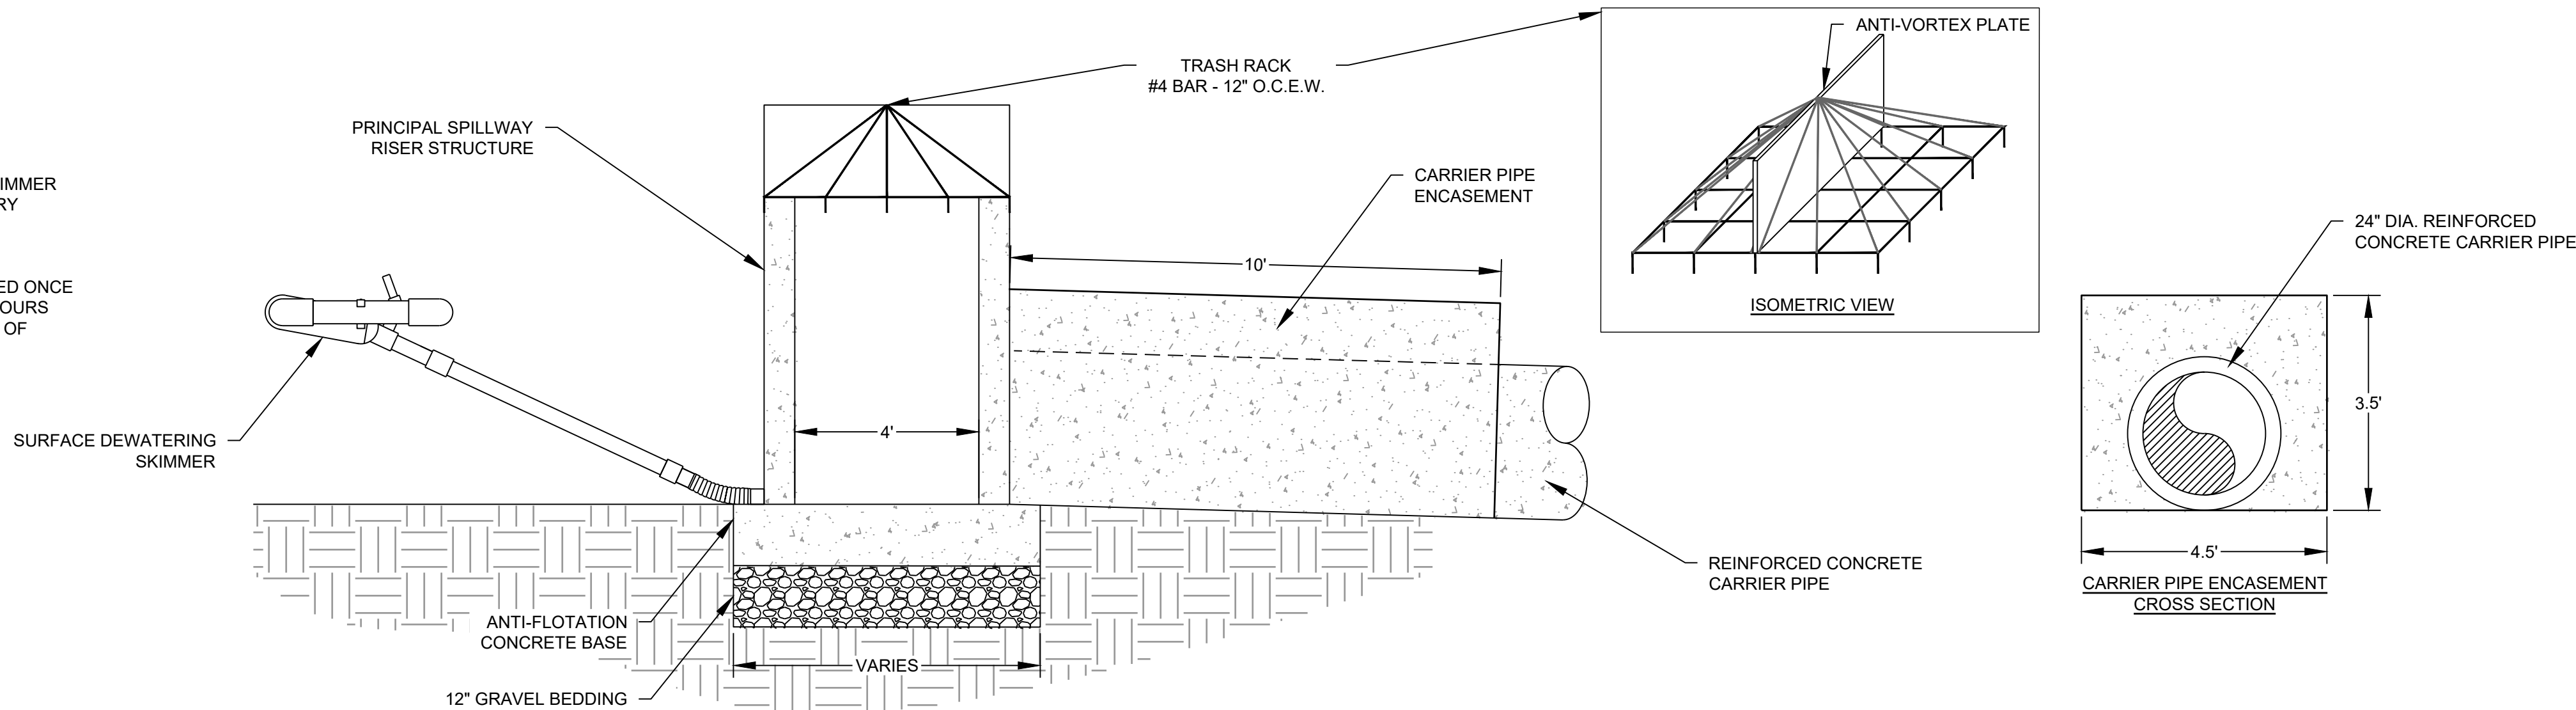 IMMER
RY
ED ONCE
OURS
OF
SURFACE DEWATERING
SKIMMER
PRINCIPAL SPILLWAY
RISER STRUCTURE
TRASH RACK
#4 BAR - 12" O.C.E.W.
ANTI-VORTEX PLATE
ISOMETRIC VIEW
CARRIER PIPE
ENCASEMENT
10'
4'
24" DIA. REINFORCED
CONCRETE CARRIER PIPE
3.5'
4.5'
CARRIER PIPE ENCASEMENT
CROSS SECTION
REINFORCED CONCRETE
CARRIER PIPE
ANTI-FLOTATION
CONCRETE BASE
VARIES
12" GRAVEL BEDDING